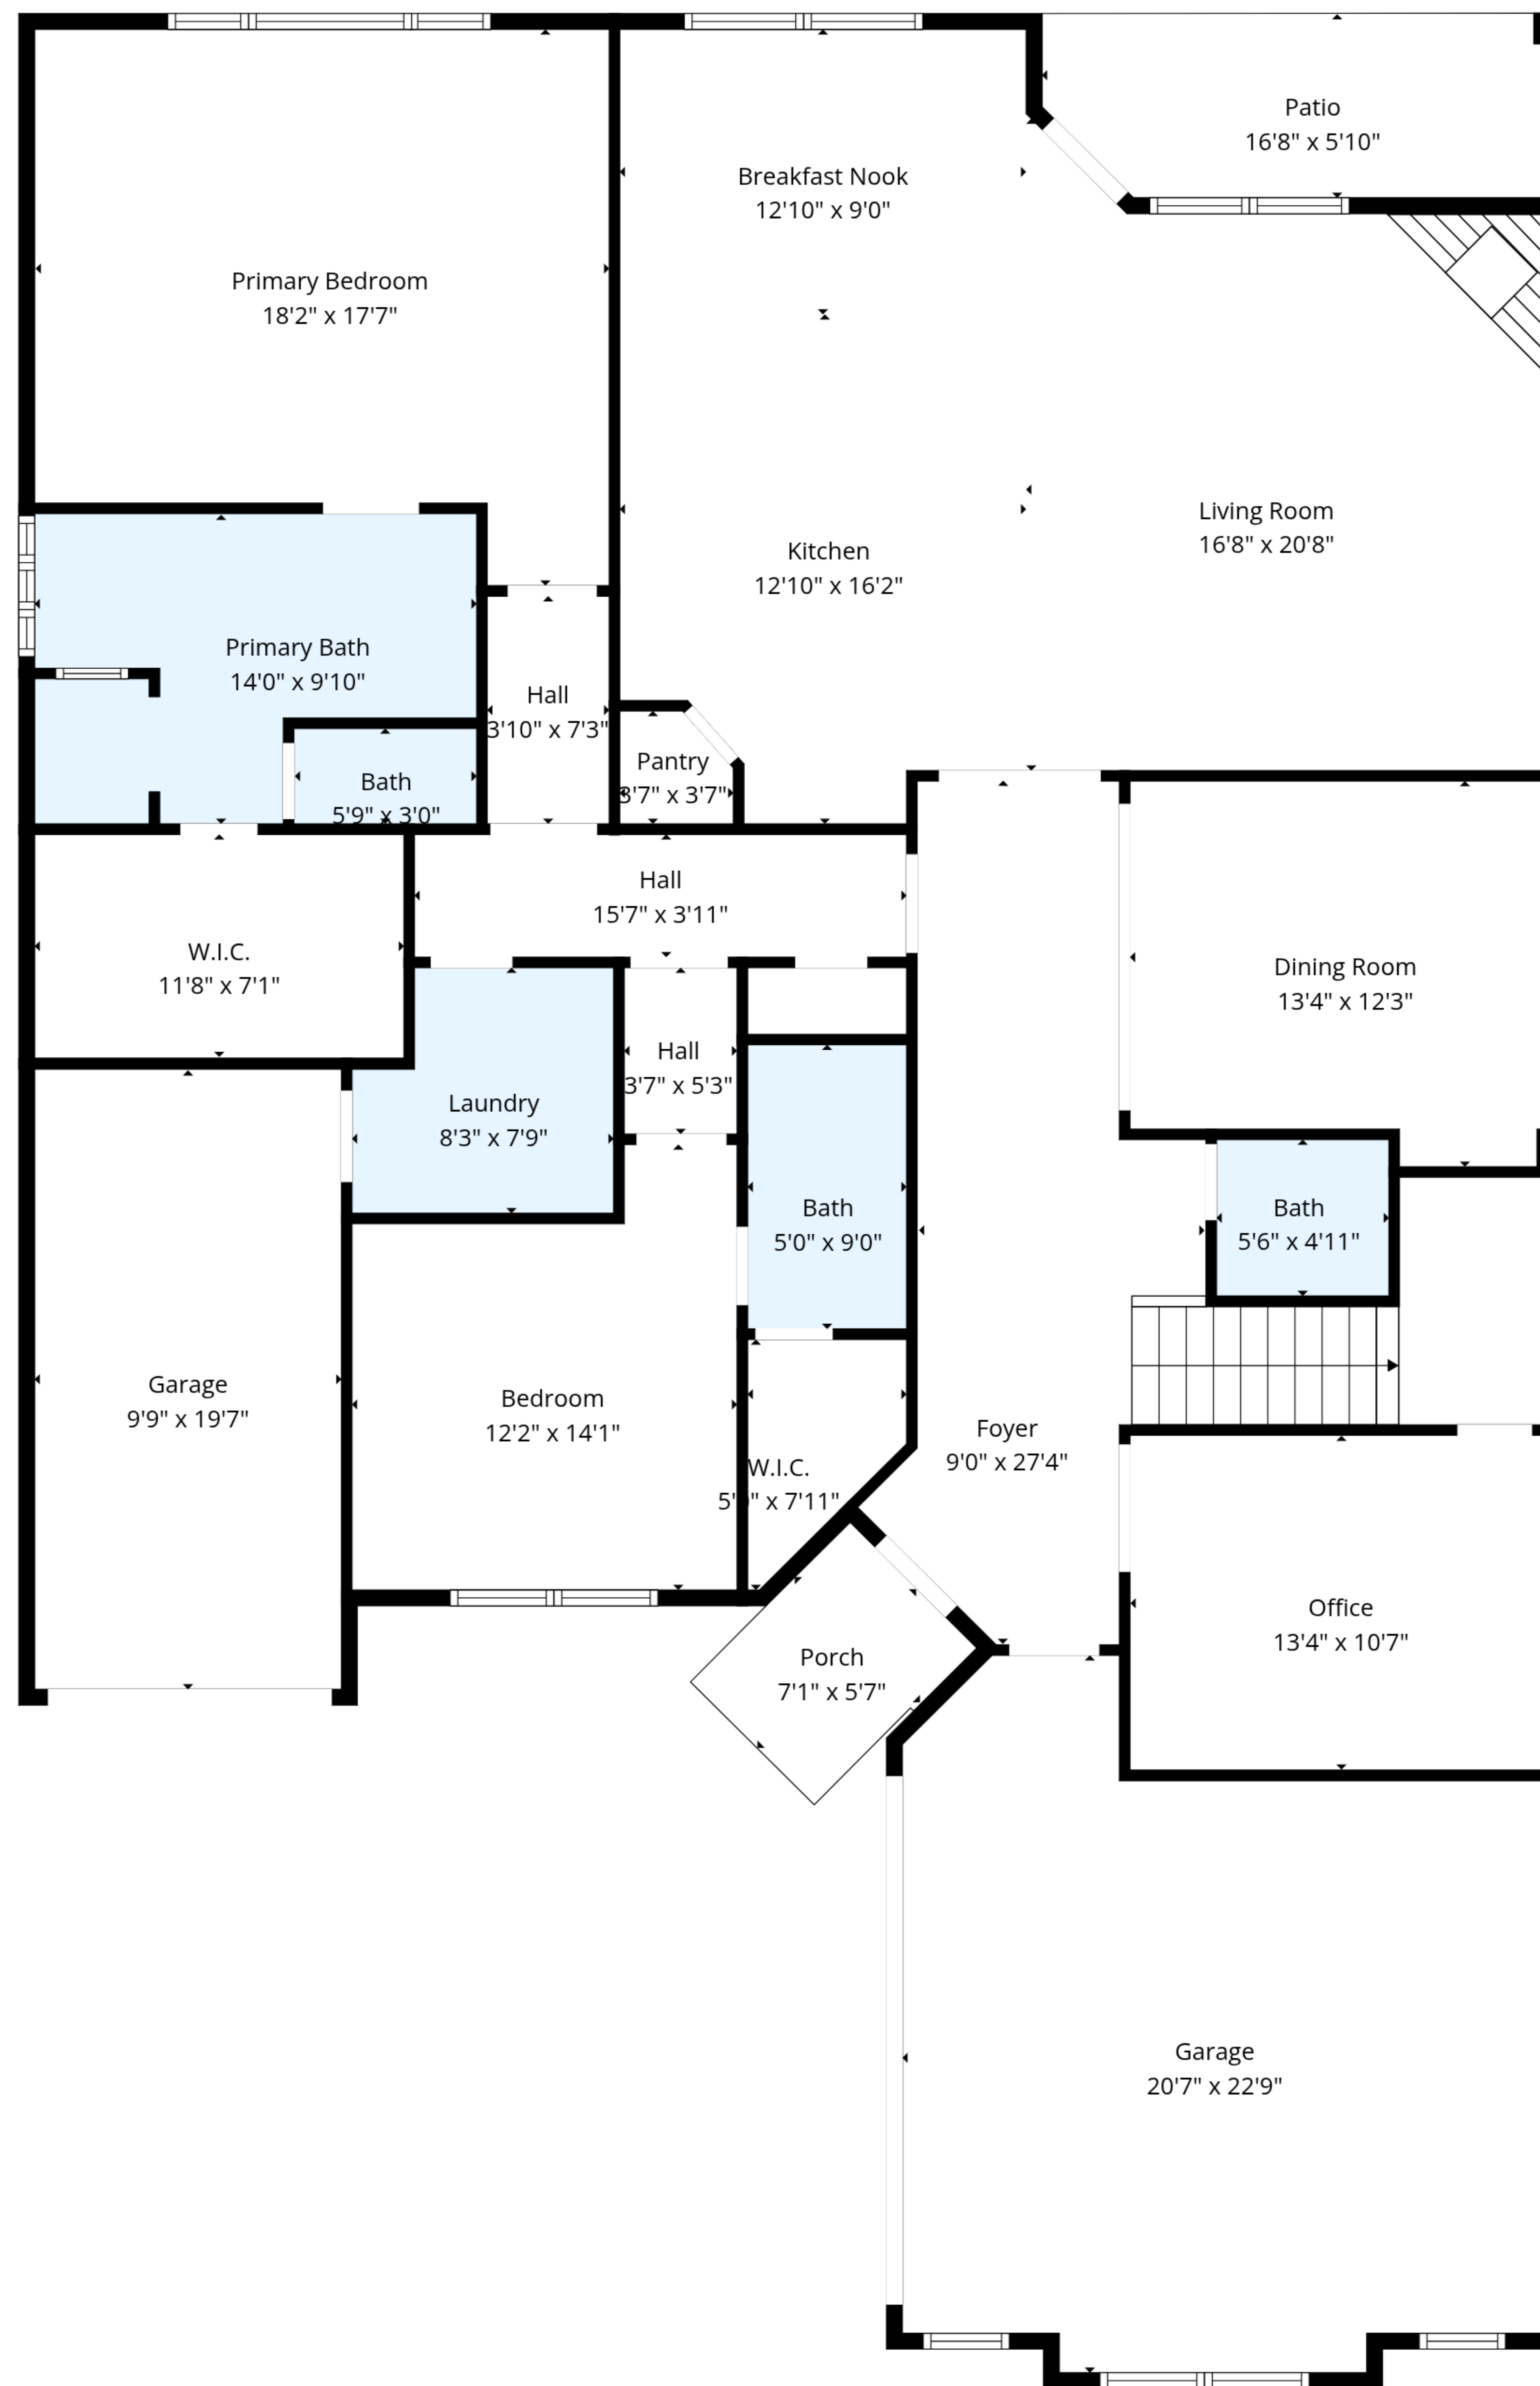 Patio
16'8" x 5'10"
Breakfast Nook
12'10" x 9'0"
Primary Bedroom
18'2" x 17'7"
Living Room
16'8" x 20'8"
Kitchen
12'10" x 16'2"
Primary Bath
14'0" x 9'10"
Hall
3'10" x 7'3"
Pantry
3'7" x 3'7"
Bath
5'9" x 3'0"
Hall
15'7" x 3'11"
W.I.C.
11'8" x 7'1"
Dining Room
13'4" x 12'3"
Hall
3'7" x 5'3"
Laundry
8'3" x 7'9"
Bath
5'0" x 9'0"
Bath
5'6" x 4'11"
Garage
9'9" x 19'7"
Bedroom
12'2" x 14'1"
Foyer
9'0" x 27'4"
W.I.C.
x 7'11"
Office
13'4" x 10'7"
Porch
7'1" x 5'7"
Garage
20'7" x 22'9"